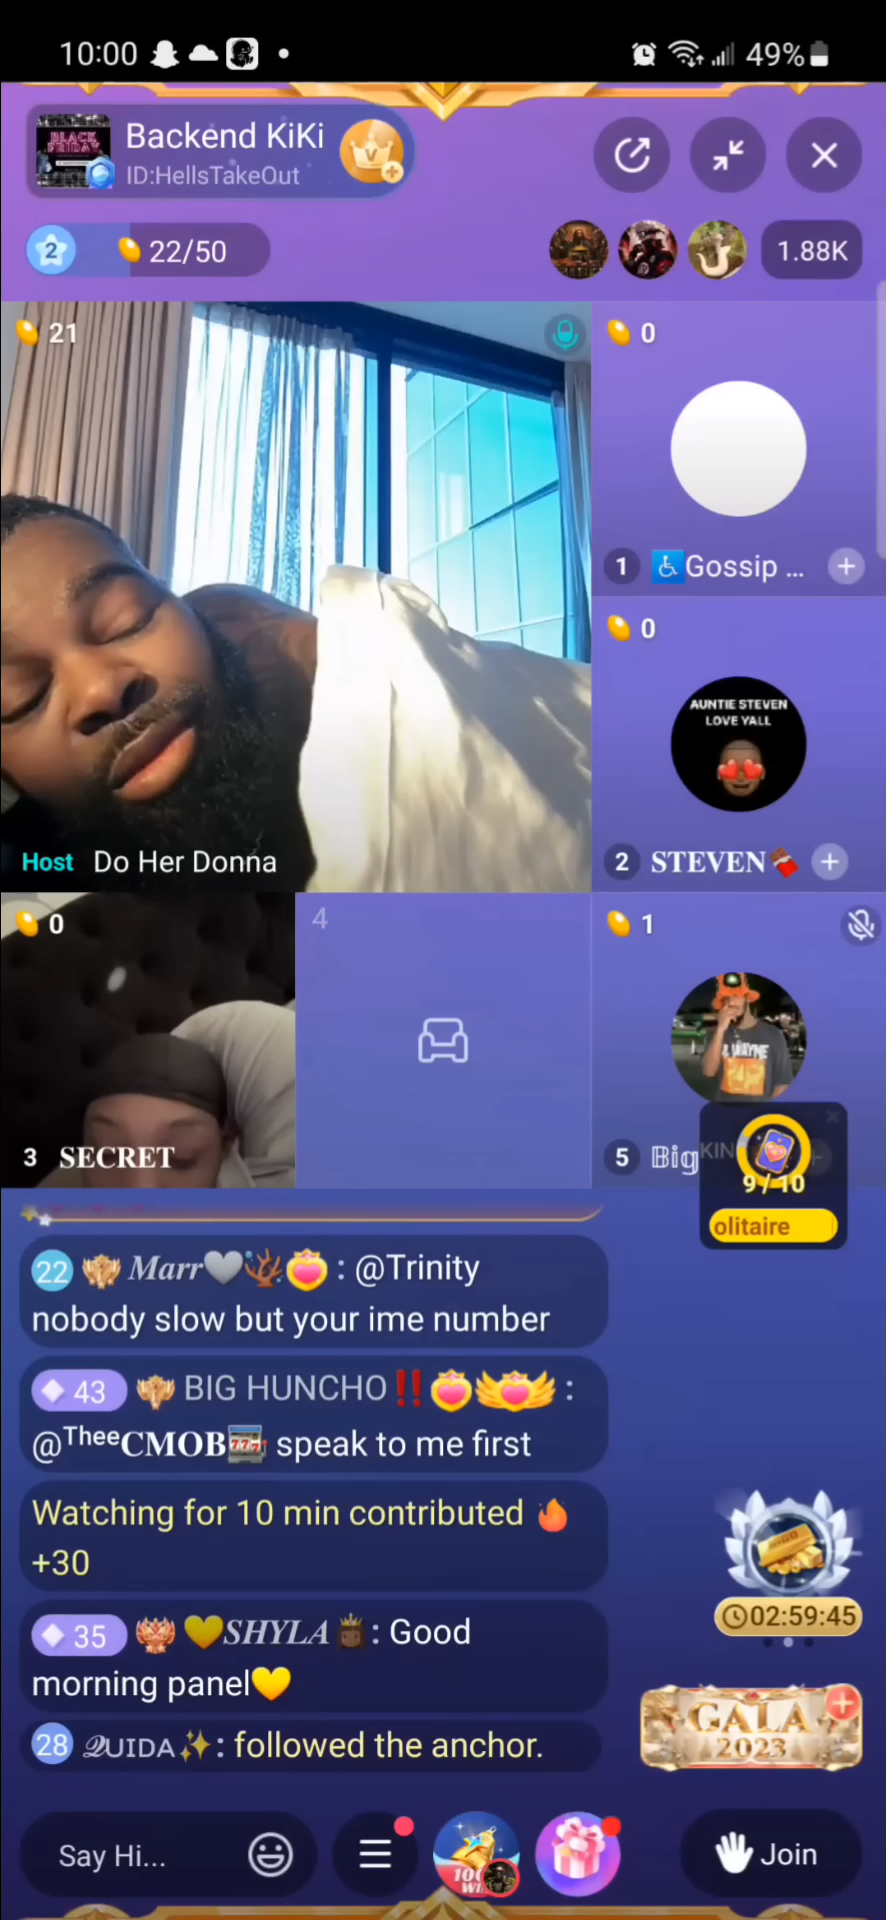 10:00
49%
BLACK
FRIDAY
Backend KiKi
V
ID:HellsTakeOut
2
22/50
1.88K
21
0
1 ♿Gossip ...
0
AUNTIE STEVEN
LOVE YALL
Host Do Her Donna
2 STEVEN🍫
0
4
1
WAYNE
3 SECRET
5 𝔹𝕚𝕘
KIN
9/10
olitaire
22 Marr🤍🪸 : @Trinity
nobody slow but your ime number
43 BIG HUNCHO‼️ :
@ᵀʰᵉᵉCMOB🎰 speak to me first
Watching for 10 min contributed 🔥
+30
02:59:45
35 💛SHYLA🤴🏿: Good
morning panel💛
GALA
2023
28 𝒬UIDA✨: followed the anchor.
Say Hi...
Join